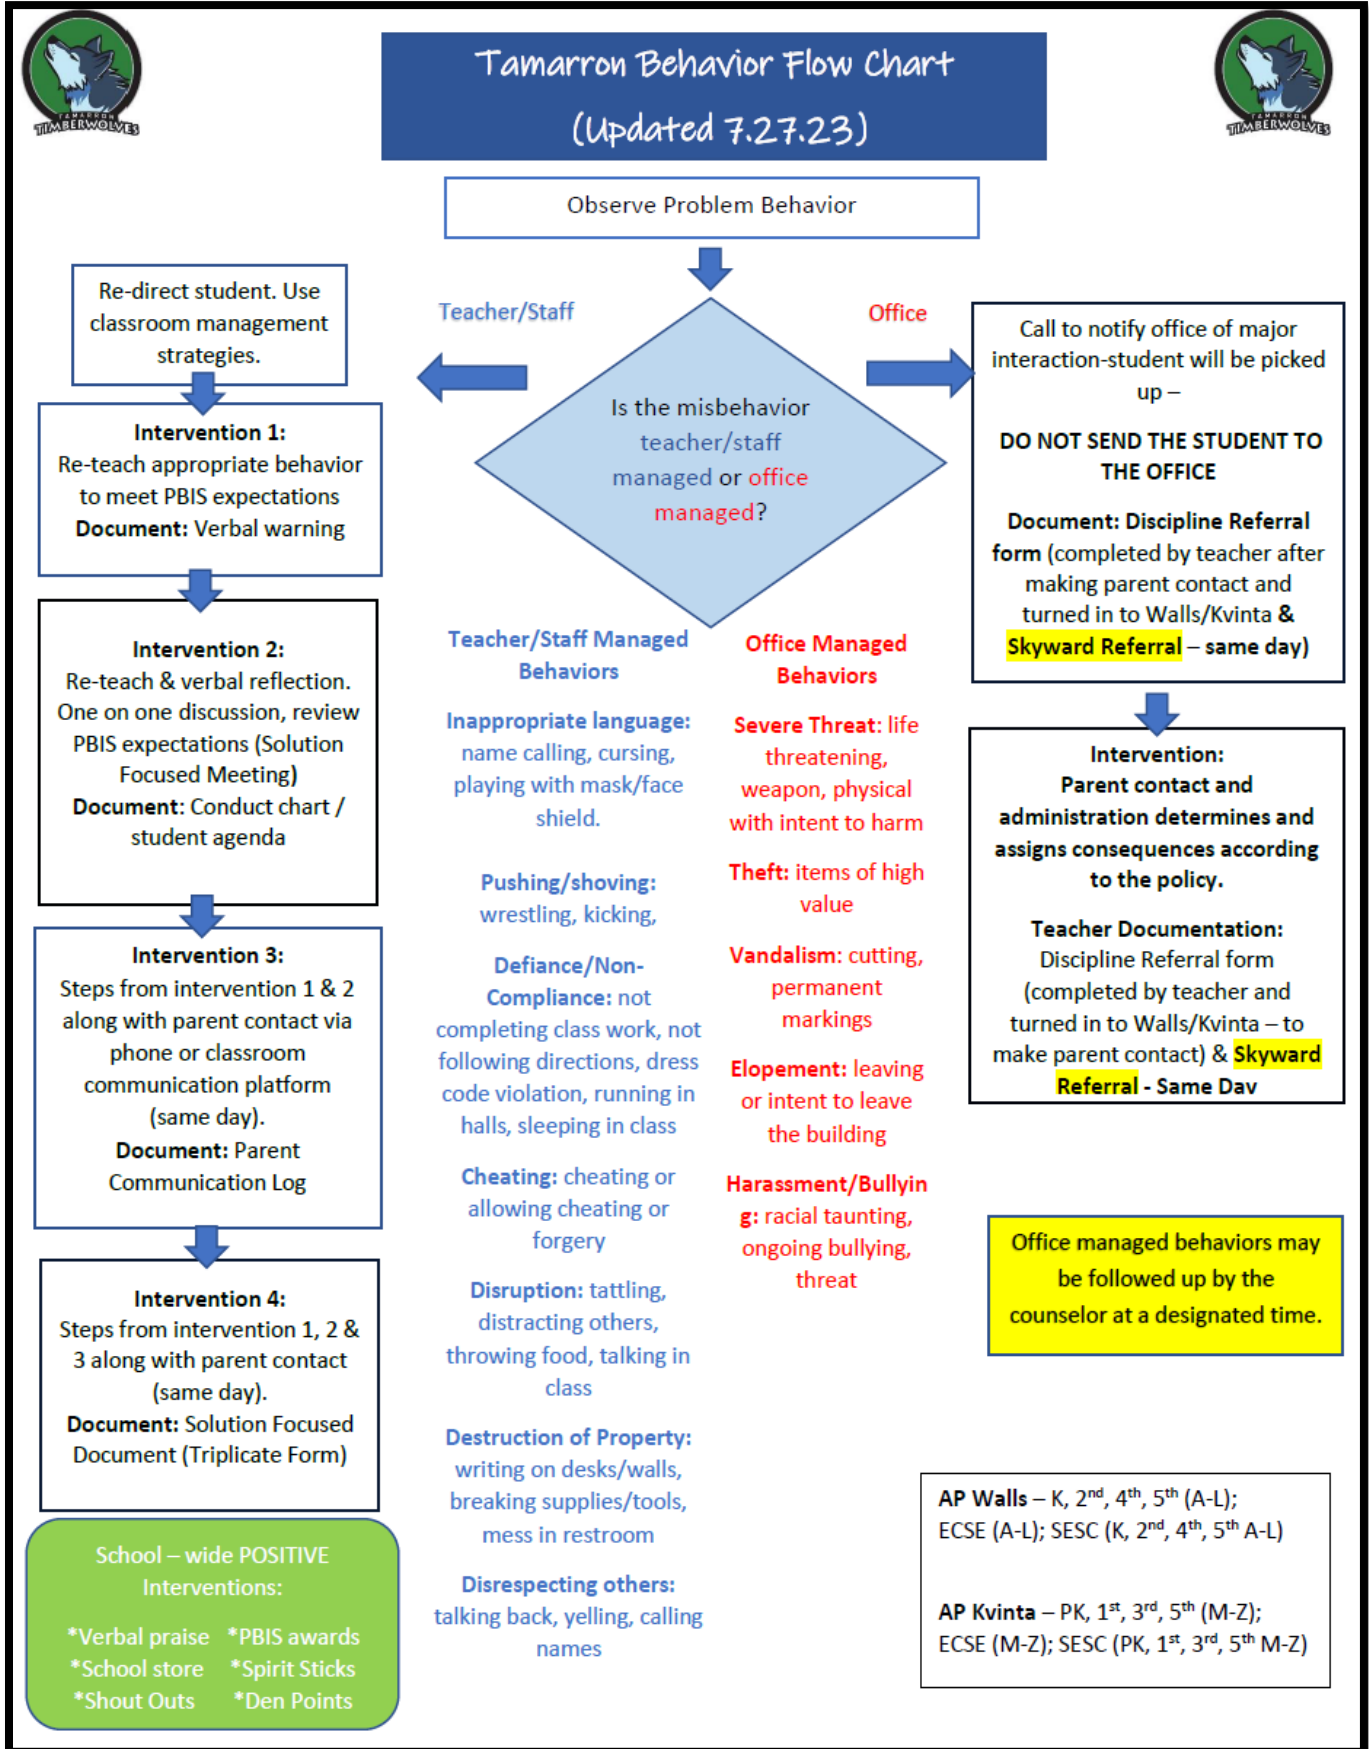 TAMARRON
TIMBERWOLVES
Tamarron Behavior Flow Chart
(Updated 7.27.23)
TAMARRON
TIMBERWOLVES
Observe Problem Behavior
Teacher/Staff
Office
Is the misbehavior
teacher/staff
managed or office
managed?
Re-direct student. Use
classroom management
strategies.
Intervention 1:
Re-teach appropriate behavior
to meet PBIS expectations
Document: Verbal warning
Intervention 2:
Re-teach & verbal reflection.
One on one discussion, review
PBIS expectations (Solution
Focused Meeting)
Document: Conduct chart /
student agenda
Intervention 3:
Steps from intervention 1 & 2
along with parent contact via
phone or classroom
communication platform
(same day).
Document: Parent
Communication Log
Intervention 4:
Steps from intervention 1, 2 &
3 along with parent contact
(same day).
Document: Solution Focused
Document (Triplicate Form)
School – wide POSITIVE
Interventions:
*Verbal praise *PBIS awards
*School store *Spirit Sticks
*Shout Outs *Den Points
Teacher/Staff Managed
Behaviors
Inappropriate language:
name calling, cursing,
playing with mask/face
shield.
Pushing/shoving:
wrestling, kicking,
Defiance/Non-
Compliance: not
completing class work, not
following directions, dress
code violation, running in
halls, sleeping in class
Cheating: cheating or
allowing cheating or
forgery
Disruption: tattling,
distracting others,
throwing food, talking in
class
Destruction of Property:
writing on desks/walls,
breaking supplies/tools,
mess in restroom
Disrespecting others:
talking back, yelling, calling
names
Office Managed
Behaviors
Severe Threat: life
threatening,
weapon, physical
with intent to harm
Theft: items of high
value
Vandalism: cutting,
permanent
markings
Elopement: leaving
or intent to leave
the building
Harassment/Bullyin
g: racial taunting,
ongoing bullying,
threat
Call to notify office of major
interaction-student will be picked
up –
DO NOT SEND THE STUDENT TO
THE OFFICE
Document: Discipline Referral
form (completed by teacher after
making parent contact and
turned in to Walls/Kvinta &
Skyward Referral – same day)
Intervention:
Parent contact and
administration determines and
assigns consequences according
to the policy.
Teacher Documentation:
Discipline Referral form
(completed by teacher and
turned in to Walls/Kvinta – to
make parent contact) & Skyward
Referral - Same Day
Office managed behaviors may
be followed up by the
counselor at a designated time.
AP Walls – K, 2nd, 4th, 5th (A-L);
ECSE (A-L); SESC (K, 2nd, 4th, 5th A-L)
AP Kvinta – PK, 1st, 3rd, 5th (M-Z);
ECSE (M-Z); SESC (PK, 1st, 3rd, 5th M-Z)